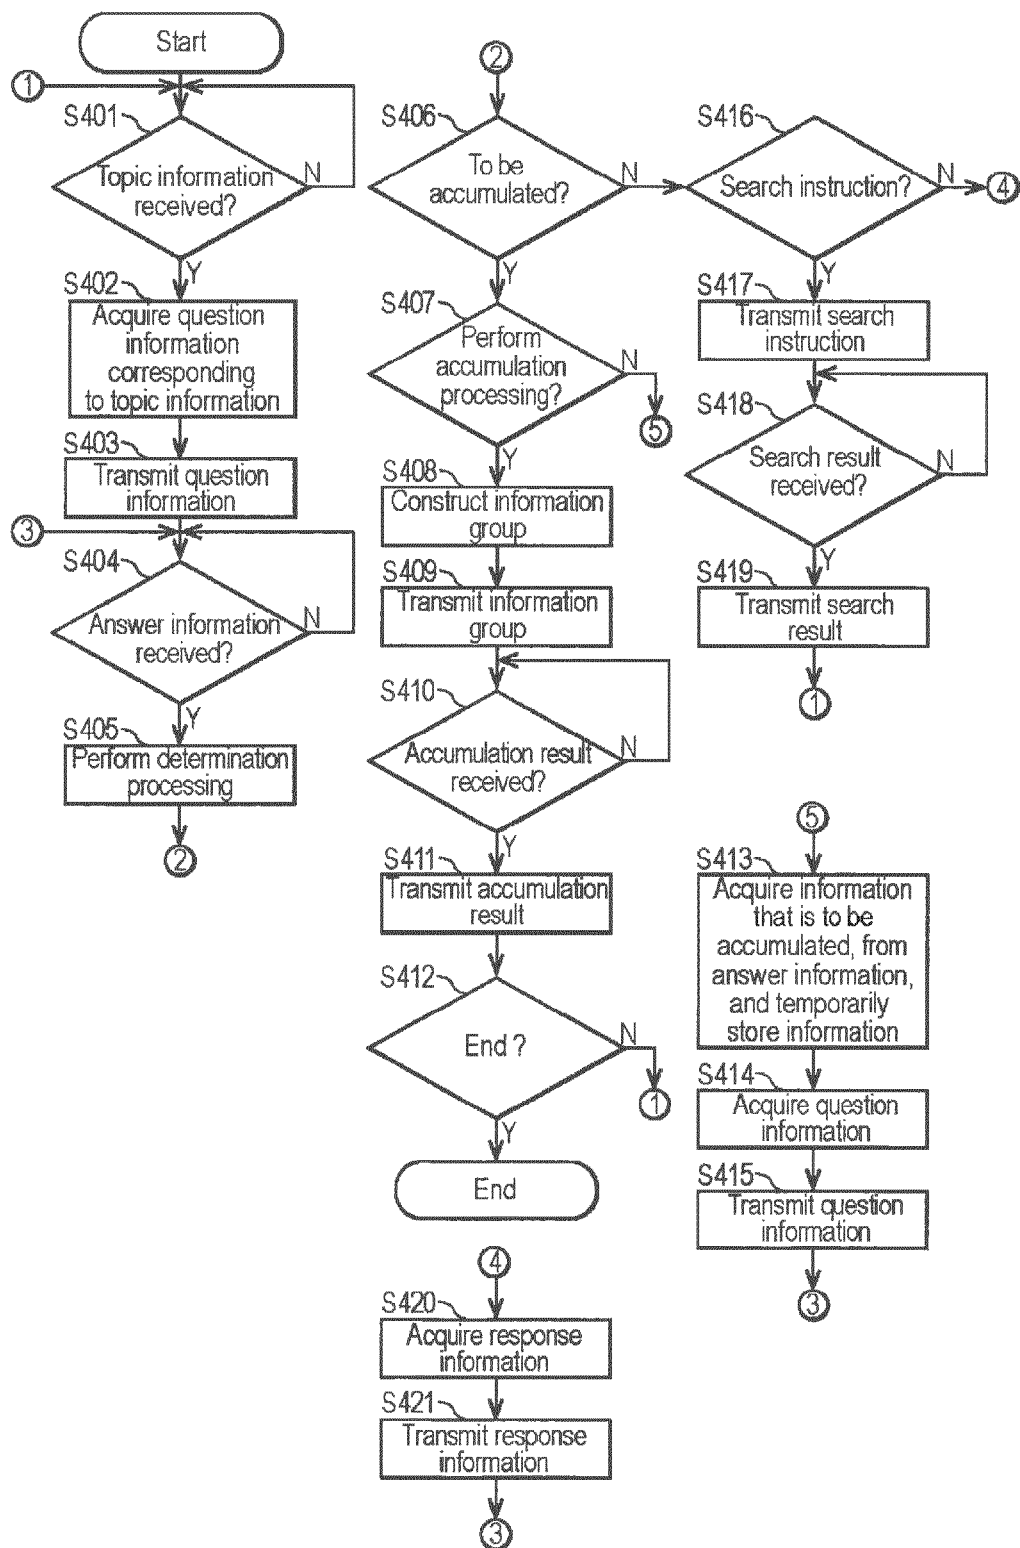 Start
1
S401
Topic information
received?
N
Y
S402
Acquire question
information
corresponding
to topic information
S403
Transmit question
information
3
S404
Answer information
received?
N
Y
S405
Perform determination
processing
2
2
S406
To be
accumulated?
N
Y
S407
Perform
accumulation
processing?
N
5
Y
S408
Construct information
group
S409
Transmit information
group
S410
Accumulation result
received?
N
Y
S411
Transmit accumulation
result
S412
End ?
N
1
Y
End
4
S420
Acquire response
information
S421
Transmit response
information
3
S416
Search instruction?
N
4
Y
S417
Transmit search
instruction
S418
Search result
received?
N
Y
S419
Transmit search
result
1
5
S413
Acquire information
that is to be
accumulated, from
answer information,
and temporarily
store information
S414
Acquire question
information
S415
Transmit question
information
3